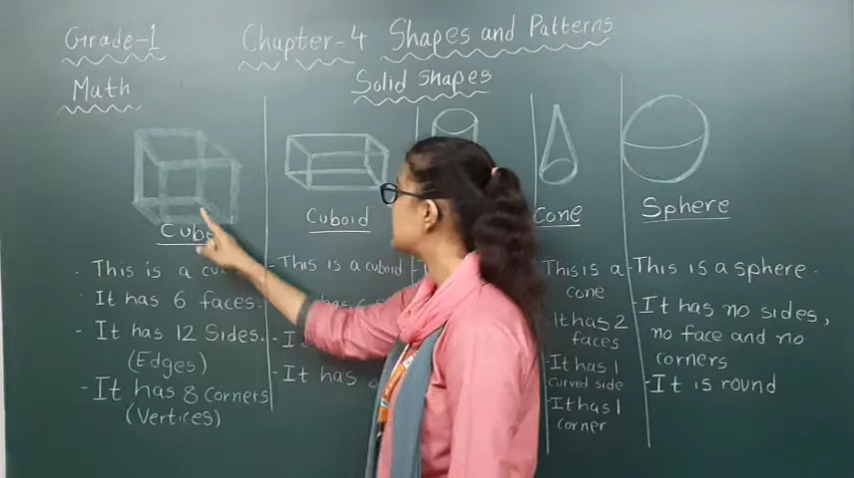 Grade-1
Chapter-4 Shapes and Patterns
Math
Solid shapes
Cube
This is a
- It has 6 faces.
- It has 12 Sides.
(Edges)
- It has 8 corners
(Vertices)
Cuboid
- This is a cuboid
has 6
- It has
Cone
This is a
cone
- It has 2
faces
- It has 1
curved side
- It has 1
corner
Sphere
- This is a sphere.
- It has no sides,
no face and no
corners
- It is round